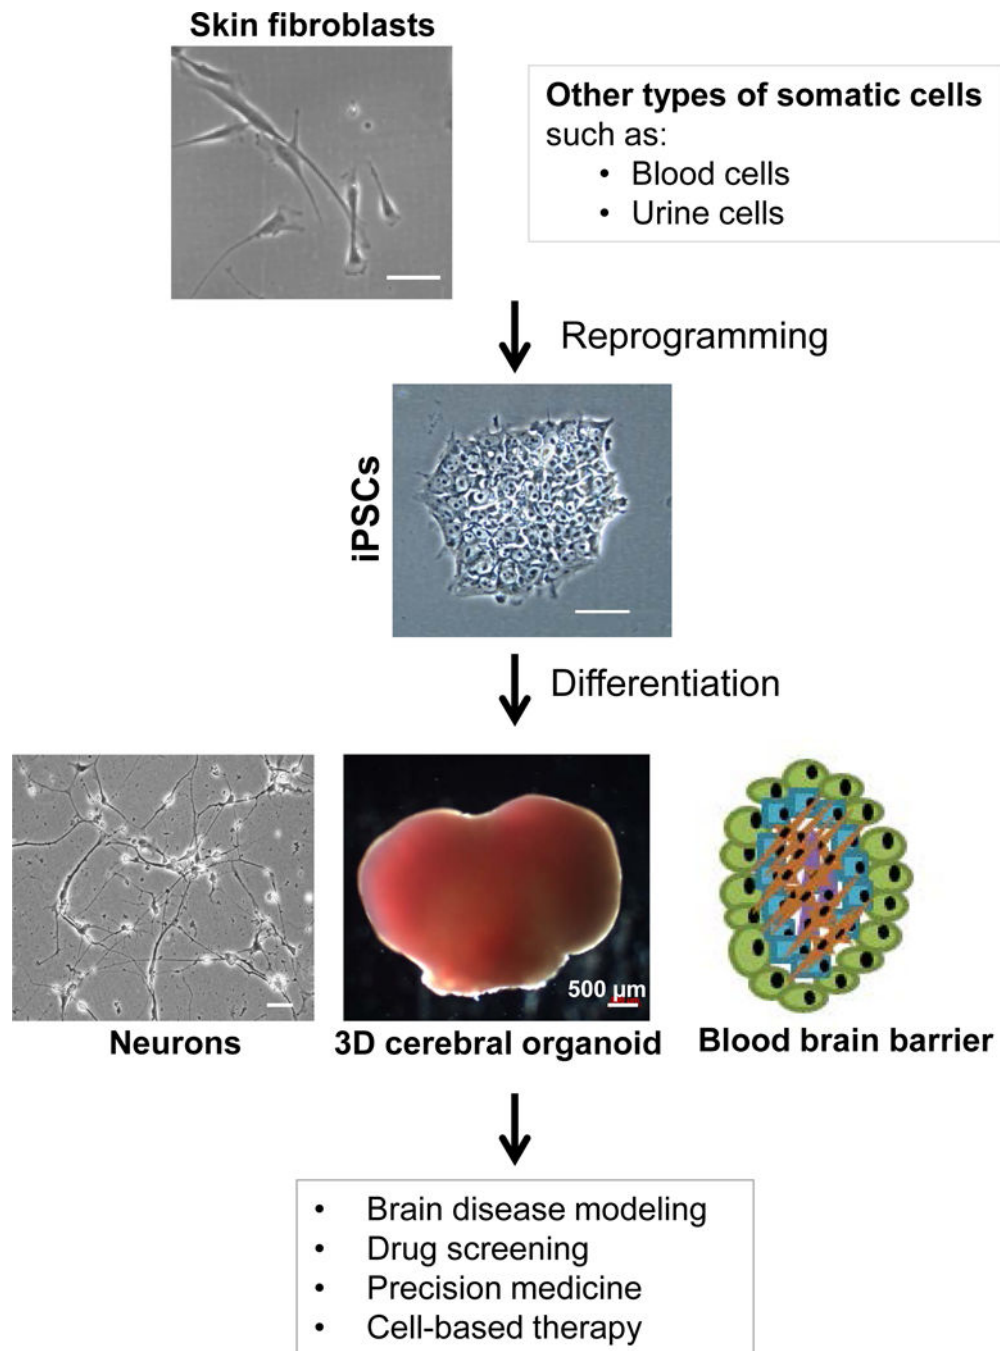 Skin fibroblasts
Other types of somatic cells
such as:
• Blood cells
• Urine cells
Reprogramming
iPSCs
Differentiation
500 µm
Neurons
3D cerebral organoid
Blood brain barrier
• Brain disease modeling
• Drug screening
• Precision medicine
• Cell-based therapy